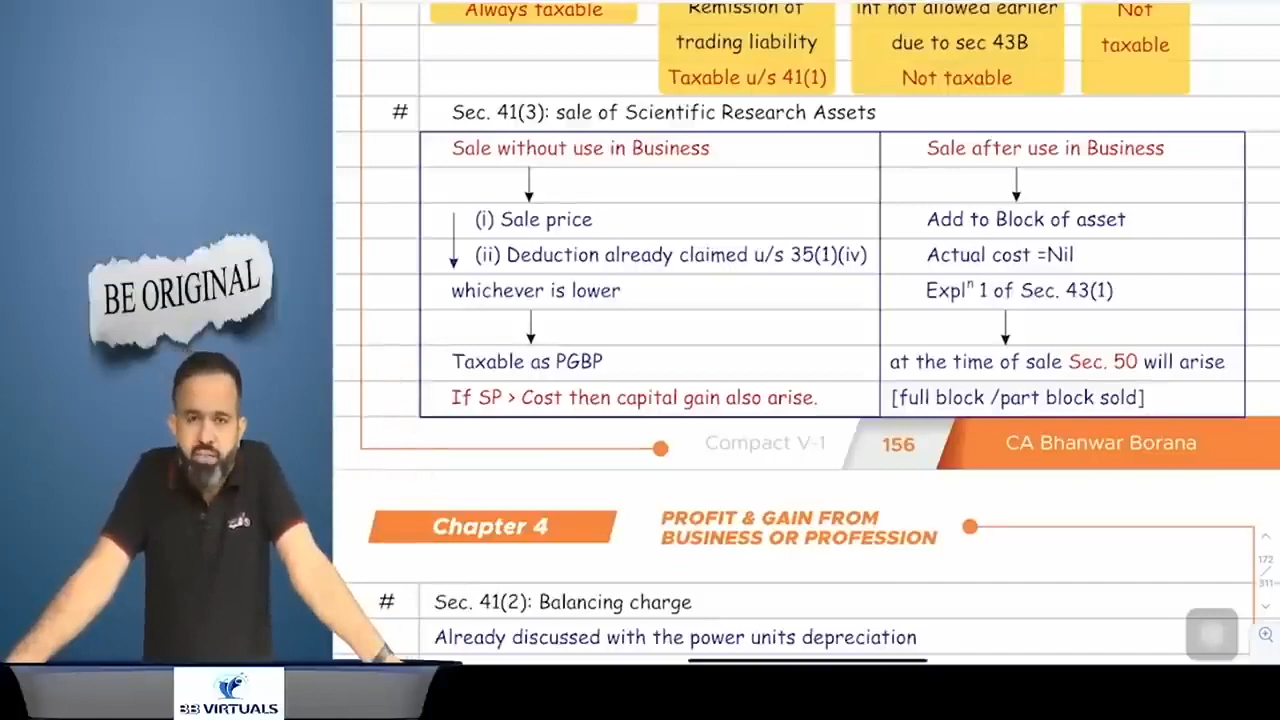 Always taxable
Remission of
trading liability
Taxable u/s 41(1)
Int not allowed earlier
due to sec 43B
Not taxable
Not
taxable
# Sec. 41(3): sale of Scientific Research Assets
Sale without use in Business
(i) Sale price
(ii) Deduction already claimed u/s 35(1)(iv)
whichever is lower
Taxable as PGBP
If SP > Cost then capital gain also arise.
Sale after use in Business
Add to Block of asset
Actual cost =Nil
Explⁿ 1 of Sec. 43(1)
at the time of sale Sec. 50 will arise
[full block /part block sold]
Compact V-1 156 CA Bhanwar Borana
Chapter 4
PROFIT & GAIN FROM
BUSINESS OR PROFESSION
# Sec. 41(2): Balancing charge
Already discussed with the power units depreciation
172
/
311
BE ORIGINAL
BB VIRTUALS